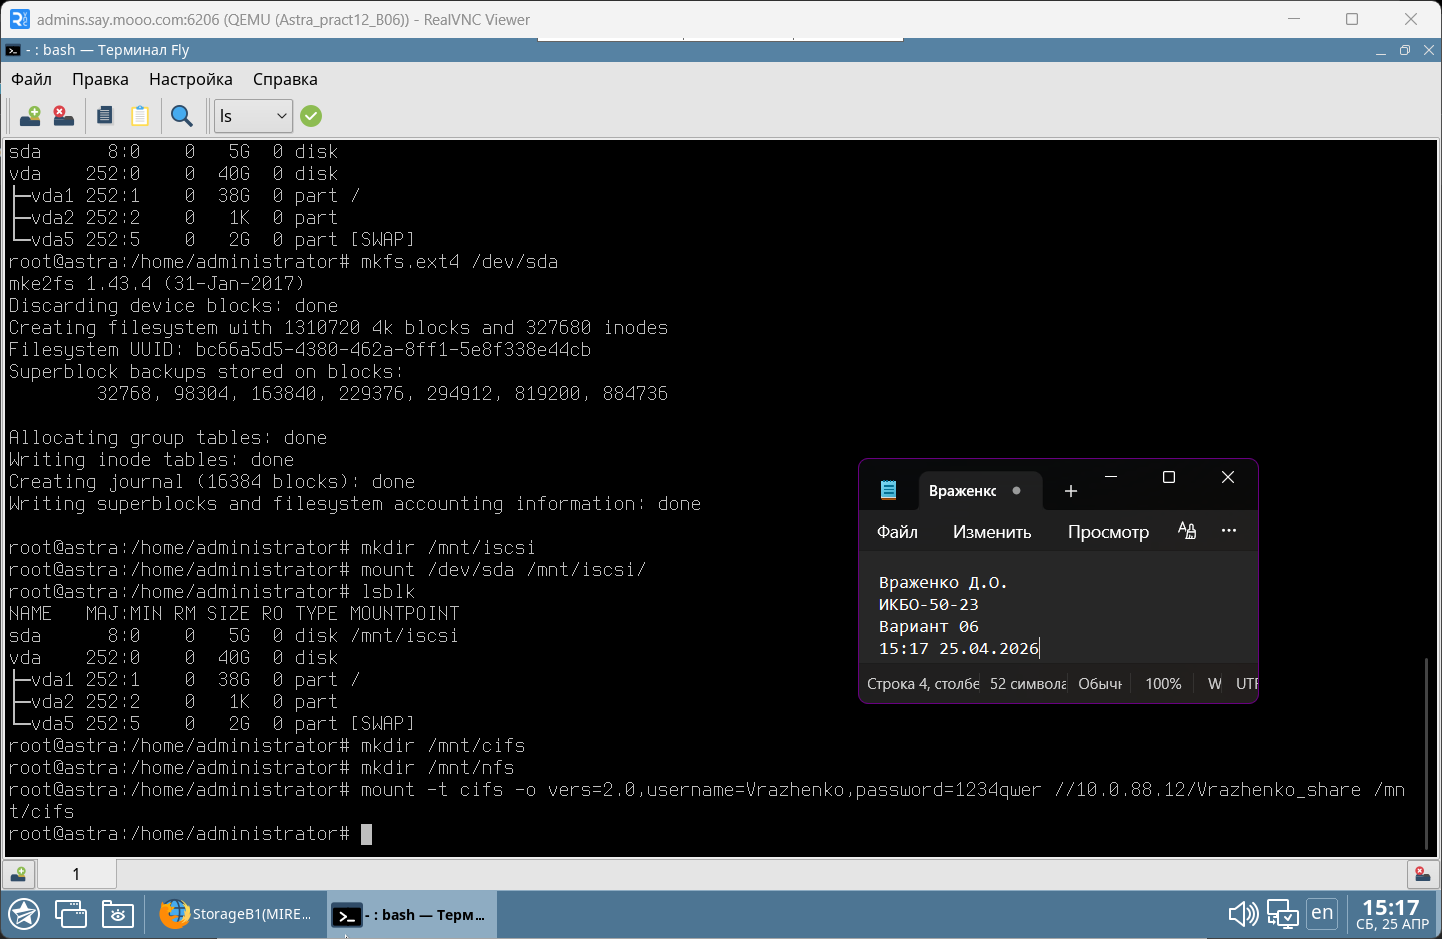 admins.say.mooo.com:6206 (QEMU (Astra_pract12_B06)) - RealVNC Viewer
- : bash — Терминал Fly
Файл Правка Настройка Справка
ls
sda 8:0 0 5G 0 disk
vda 252:0 0 40G 0 disk
├─vda1 252:1 0 38G 0 part /
├─vda2 252:2 0 1K 0 part
└─vda5 252:5 0 2G 0 part [SWAP]
root@astra:/home/administrator# mkfs.ext4 /dev/sda
mke2fs 1.43.4 (31-Jan-2017)
Discarding device blocks: done
Creating filesystem with 1310720 4k blocks and 327680 inodes
Filesystem UUID: bc66a5d5-4380-462a-8ff1-5e8f338e44cb
Superblock backups stored on blocks:
32768, 98304, 163840, 229376, 294912, 819200, 884736
Allocating group tables: done
Writing inode tables: done
Creating journal (16384 blocks): done
Writing superblocks and filesystem accounting information: done
root@astra:/home/administrator# mkdir /mnt/iscsi
root@astra:/home/administrator# mount /dev/sda /mnt/iscsi/
root@astra:/home/administrator# lsblk
NAME MAJ:MIN RM SIZE RO TYPE MOUNTPOINT
sda 8:0 0 5G 0 disk /mnt/iscsi
vda 252:0 0 40G 0 disk
├─vda1 252:1 0 38G 0 part /
├─vda2 252:2 0 1K 0 part
└─vda5 252:5 0 2G 0 part [SWAP]
root@astra:/home/administrator# mkdir /mnt/cifs
root@astra:/home/administrator# mkdir /mnt/nfs
root@astra:/home/administrator# mount -t cifs -o vers=2.0,username=Vrazhenko,password=1234qwer //10.0.88.12/Vrazhenko_share /mn
t/cifs
root@astra:/home/administrator#
Враженко
Файл Изменить Просмотр
Враженко Д.О.
ИКБО-50-23
Вариант 06
15:17 25.04.2026
Строка 4, столбе 52 символа Обычн 100% W UTF
1
StorageB1(MIRE...
- : bash — Терм...
en
15:17
СБ, 25 АПР